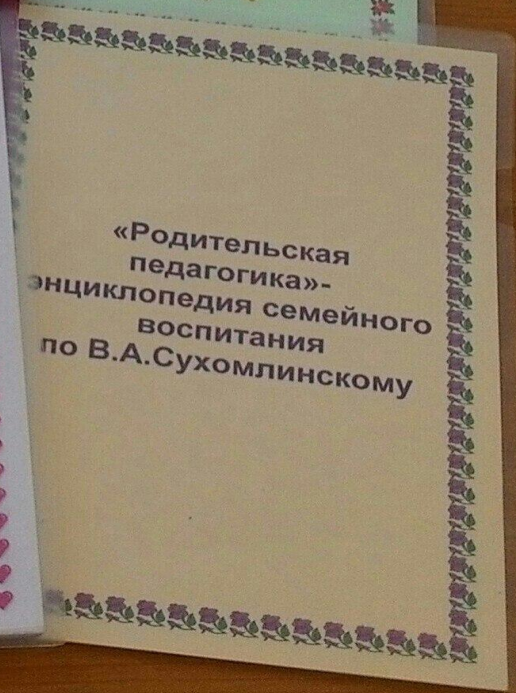 «Родительская
педагогика»-
энциклопедия семейного
воспитания
по В.А.Сухомлинскому